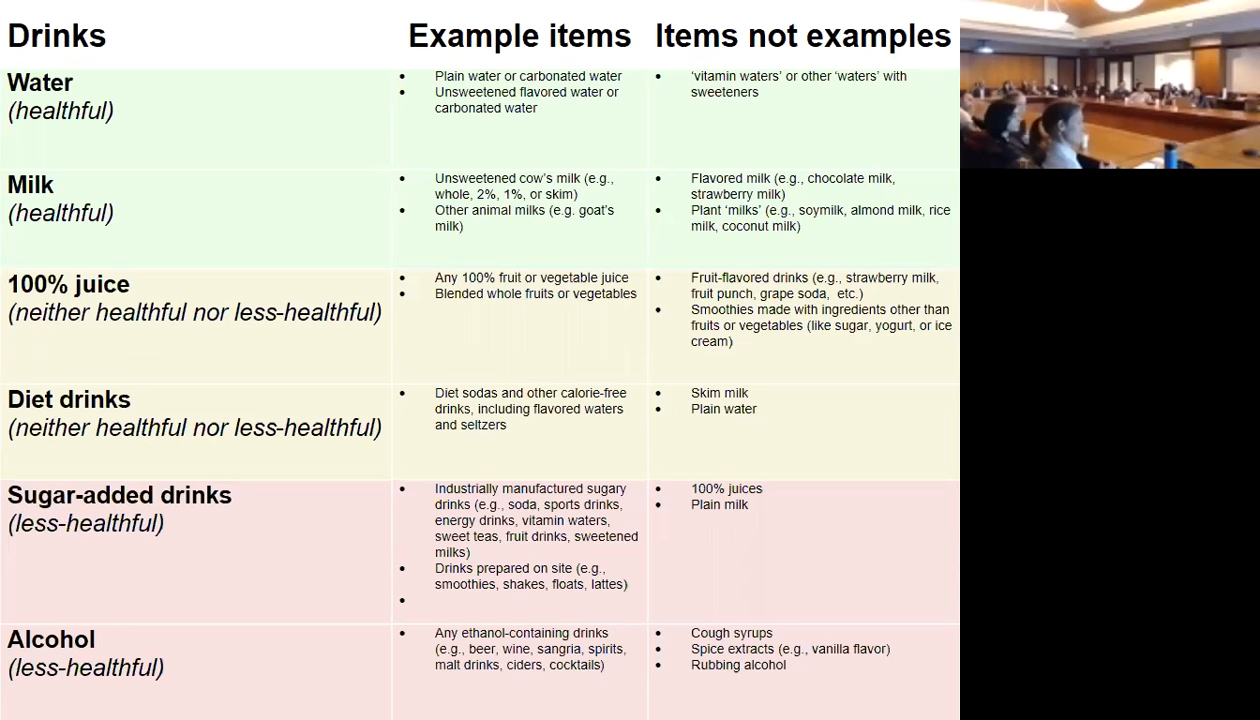 Drinks
Example items
Items not examples
Water
(healthful)
• Plain water or carbonated water
• Unsweetened flavored water or
carbonated water
• ‘vitamin waters’ or other ‘waters’ with
sweeteners
Milk
(healthful)
• Unsweetened cow’s milk (e.g.,
whole, 2%, 1%, or skim)
• Other animal milks (e.g. goat’s
milk)
• Flavored milk (e.g., chocolate milk,
strawberry milk)
• Plant ‘milks’ (e.g., soymilk, almond milk, rice
milk, coconut milk)
100% juice
(neither healthful nor less-healthful)
• Any 100% fruit or vegetable juice
• Blended whole fruits or vegetables
• Fruit-flavored drinks (e.g., strawberry milk,
fruit punch, grape soda, etc.)
• Smoothies made with ingredients other than
fruits or vegetables (like sugar, yogurt, or ice
cream)
Diet drinks
(neither healthful nor less-healthful)
• Diet sodas and other calorie-free
drinks, including flavored waters
and seltzers
• Skim milk
• Plain water
Sugar-added drinks
(less-healthful)
• Industrially manufactured sugary
drinks (e.g., soda, sports drinks,
energy drinks, vitamin waters,
sweet teas, fruit drinks, sweetened
milks)
• Drinks prepared on site (e.g.,
smoothies, shakes, floats, lattes)
•
• 100% juices
• Plain milk
Alcohol
(less-healthful)
• Any ethanol-containing drinks
(e.g., beer, wine, sangria, spirits,
malt drinks, ciders, cocktails)
• Cough syrups
• Spice extracts (e.g., vanilla flavor)
• Rubbing alcohol